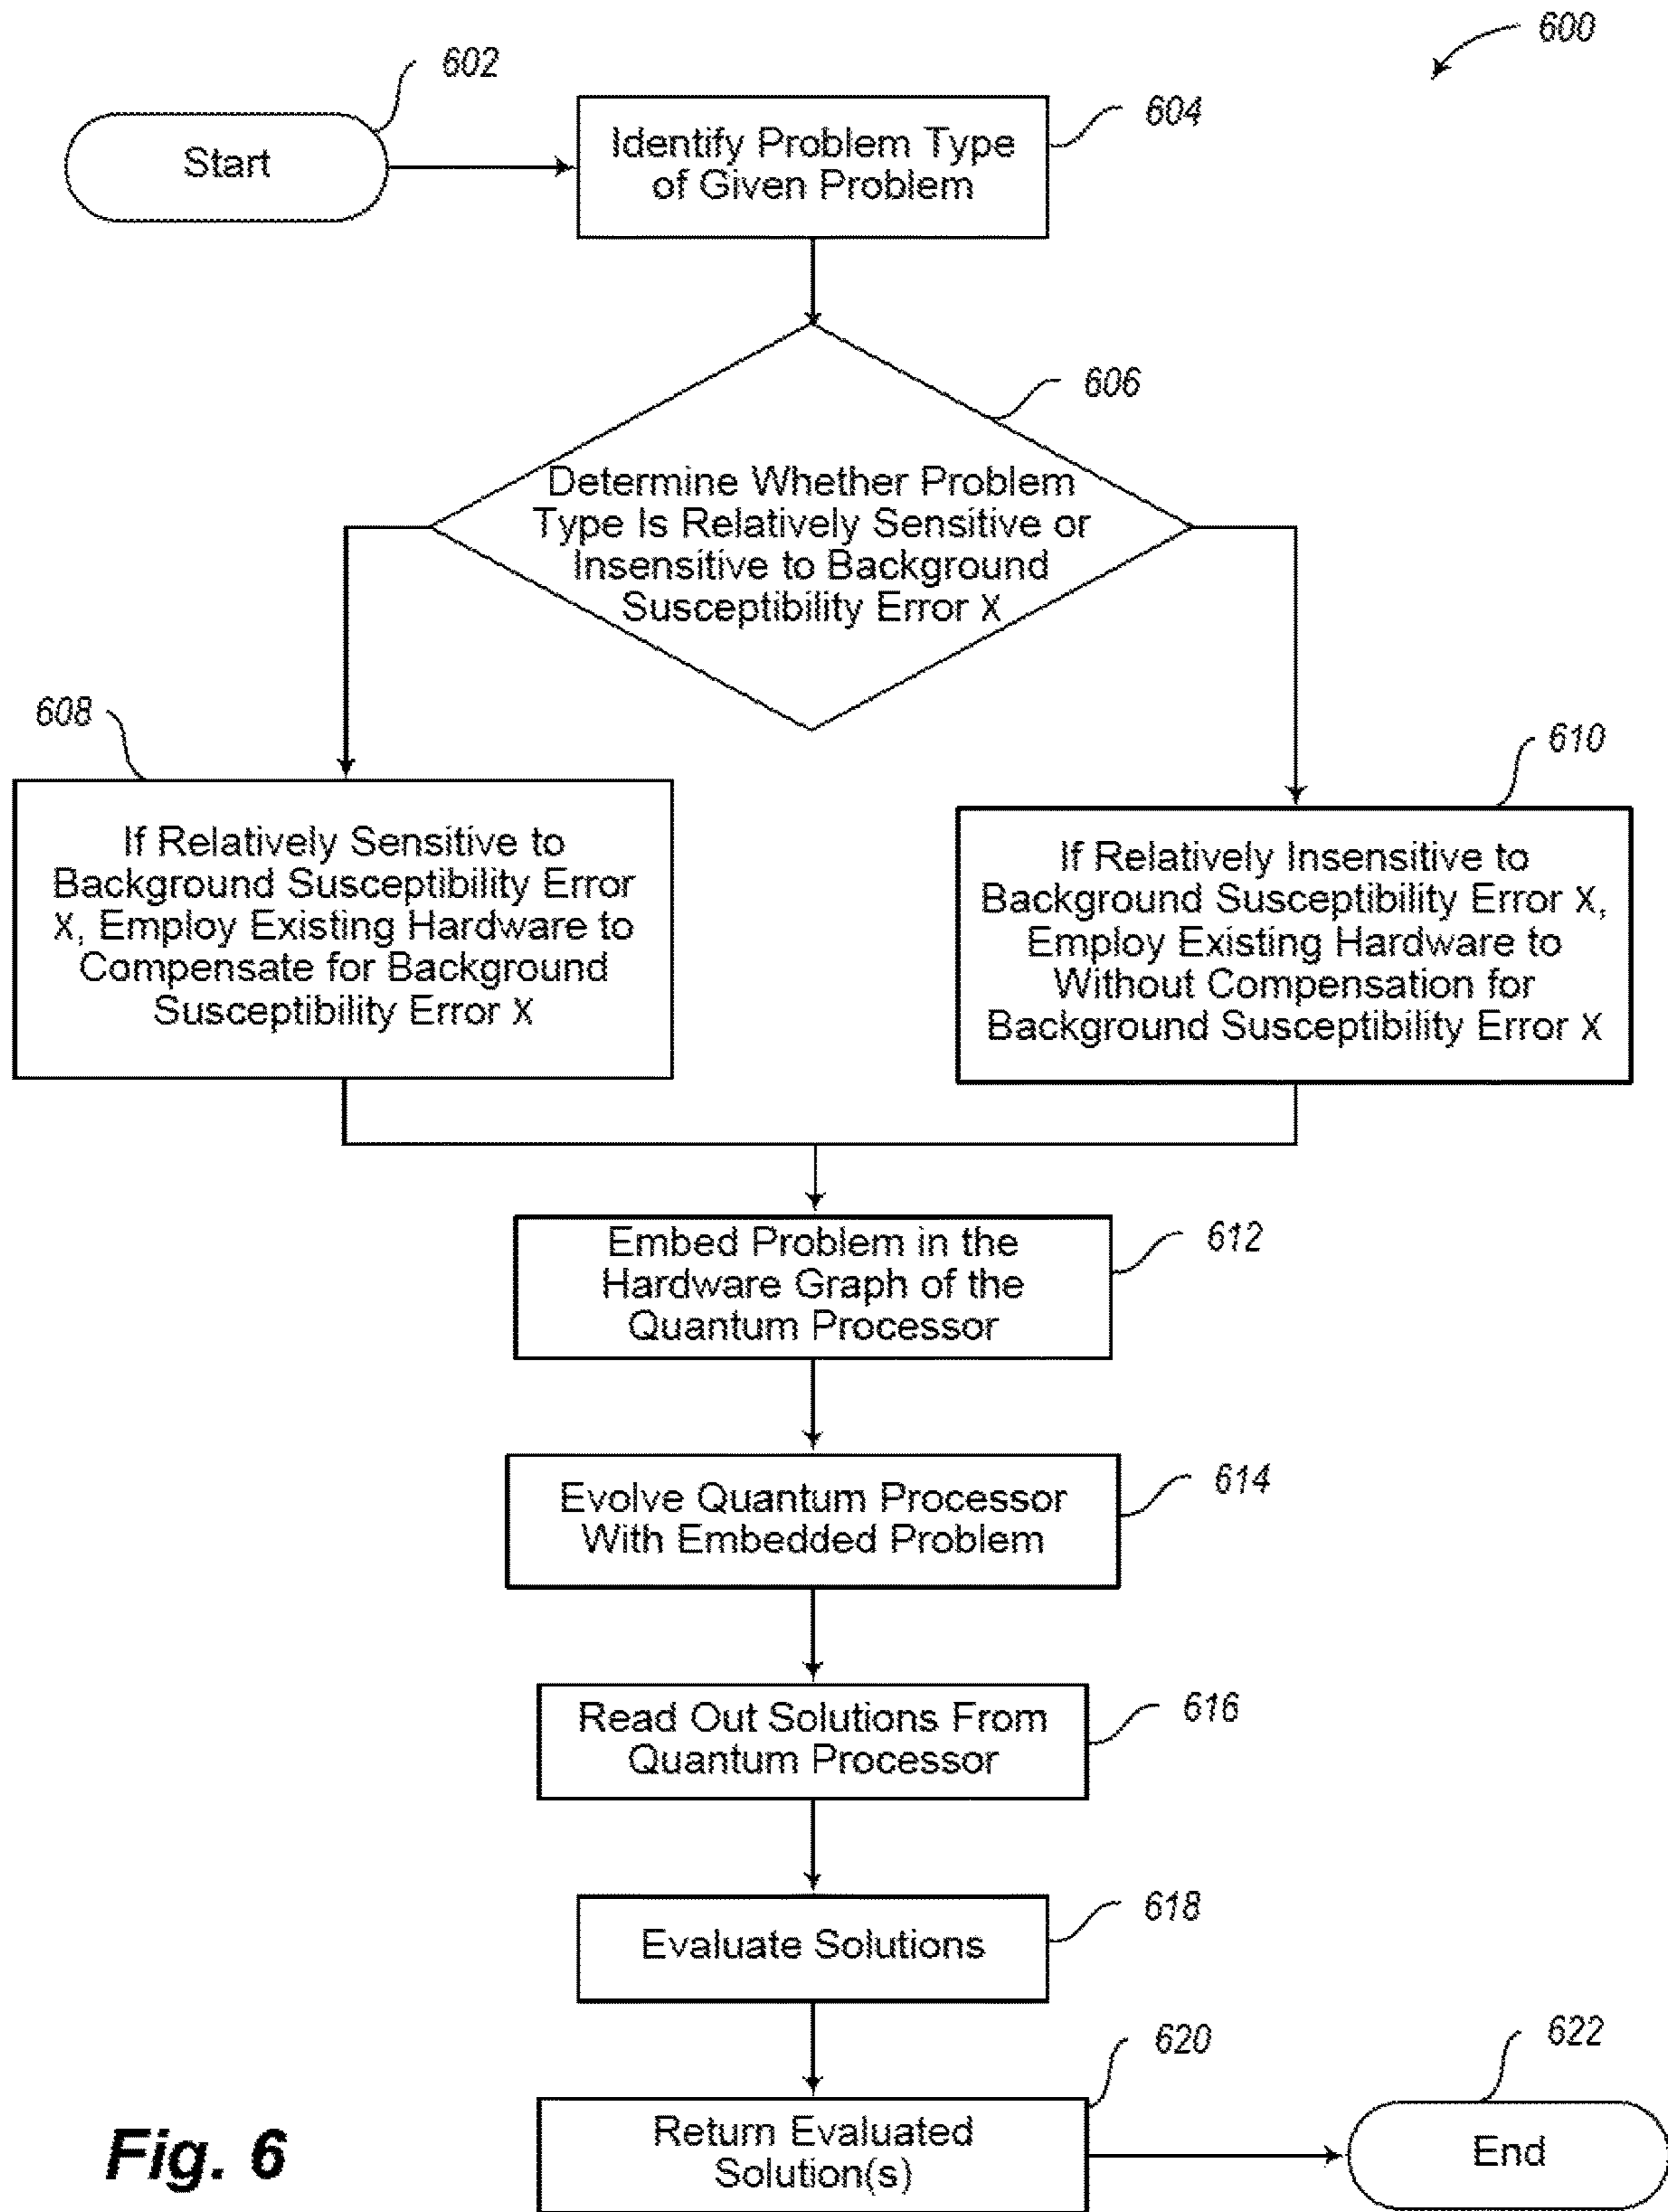 600
602
Start
604
Identify Problem Type
of Given Problem
606
Determine Whether Problem
Type Is Relatively Sensitive or
Insensitive to Background
Susceptibility Error χ
608
If Relatively Sensitive to
Background Susceptibility Error
χ, Employ Existing Hardware to
Compensate for Background
Susceptibility Error χ
610
If Relatively Insensitive to
Background Susceptibility Error χ,
Employ Existing Hardware to
Without Compensation for
Background Susceptibility Error χ
612
Embed Problem in the
Hardware Graph of the
Quantum Processor
614
Evolve Quantum Processor
With Embedded Problem
616
Read Out Solutions From
Quantum Processor
618
Evaluate Solutions
620
Return Evaluated
Solution(s)
622
End
Fig. 6